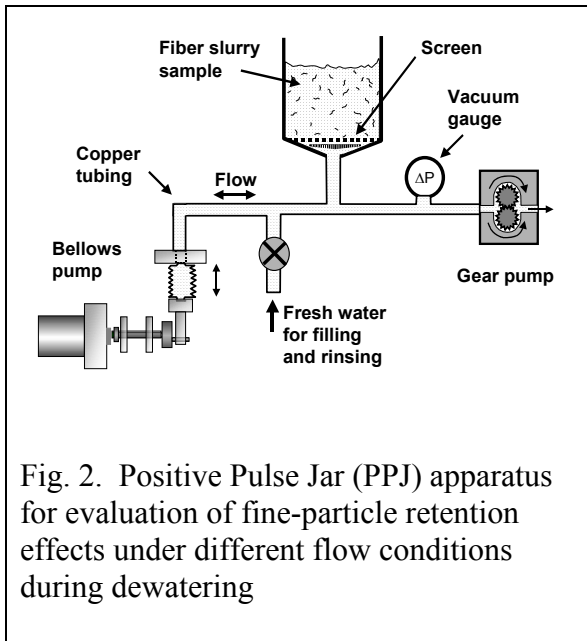 Fiber slurry
sample
Screen
Vacuum
gauge
Copper
tubing
Flow
ΔP
Bellows
pump
Gear pump
Fresh water
for filling
and rinsing
Fig. 2. Positive Pulse Jar (PPJ) apparatus
for evaluation of fine-particle retention
effects under different flow conditions
during dewatering